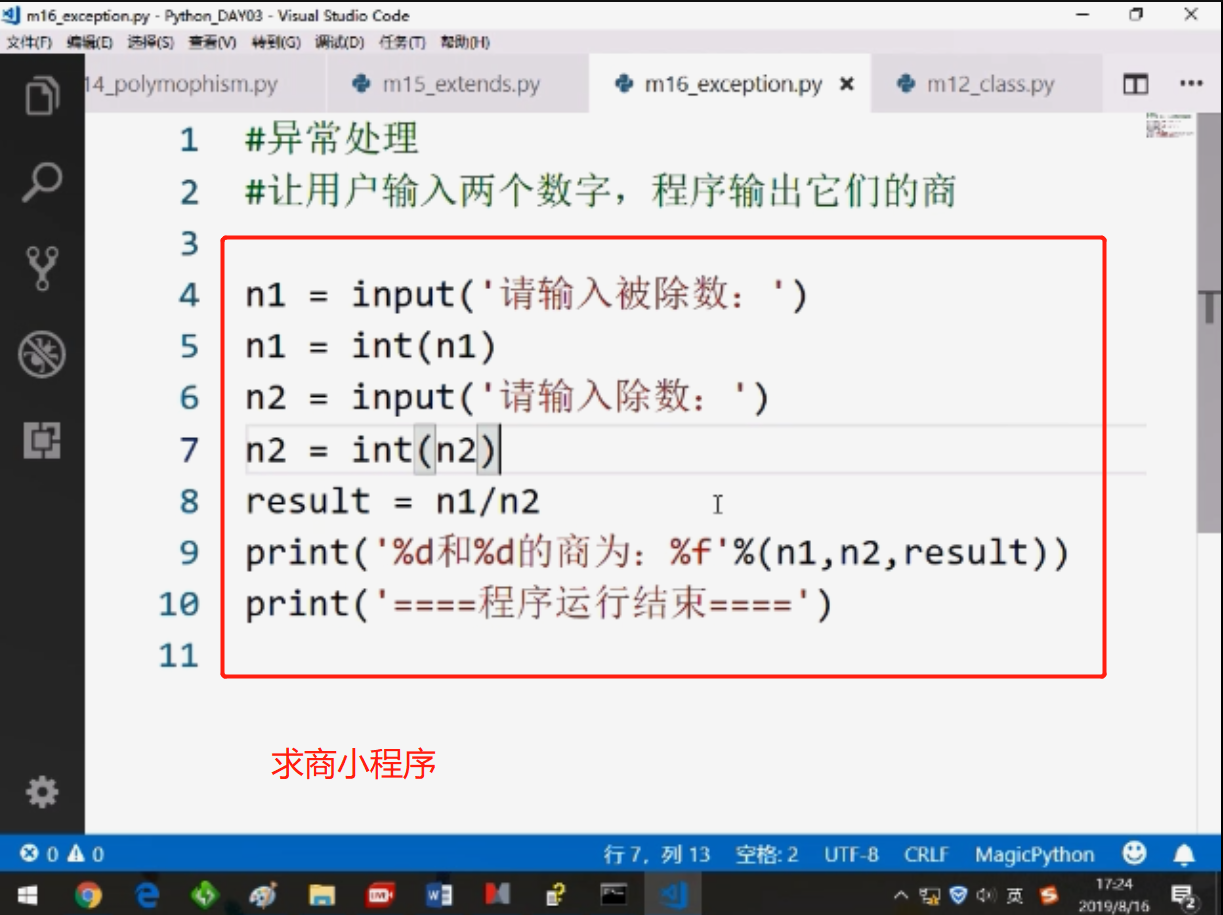 m16_exception.py - Python_DAY03 - Visual Studio Code
文件(F) 编辑(E) 选择(S) 查看(V) 转到(G) 调试(D) 任务(T) 帮助(H)
14_polymophism.py m15_extends.py m16_exception.py m12_class.py
1 #异常处理
2 #让用户输入两个数字，程序输出它们的商
3
4 n1 = input('请输入被除数：')
5 n1 = int(n1)
6 n2 = input('请输入除数：')
7 n2 = int(n2)
8 result = n1/n2
9 print('%d和%d的商为：%f'%(n1,n2,result))
10 print('====程序运行结束====')
11
求商小程序
0 0 行 7，列 13 空格: 2 UTF-8 CRLF MagicPython
英 17:24
2019/8/16 2